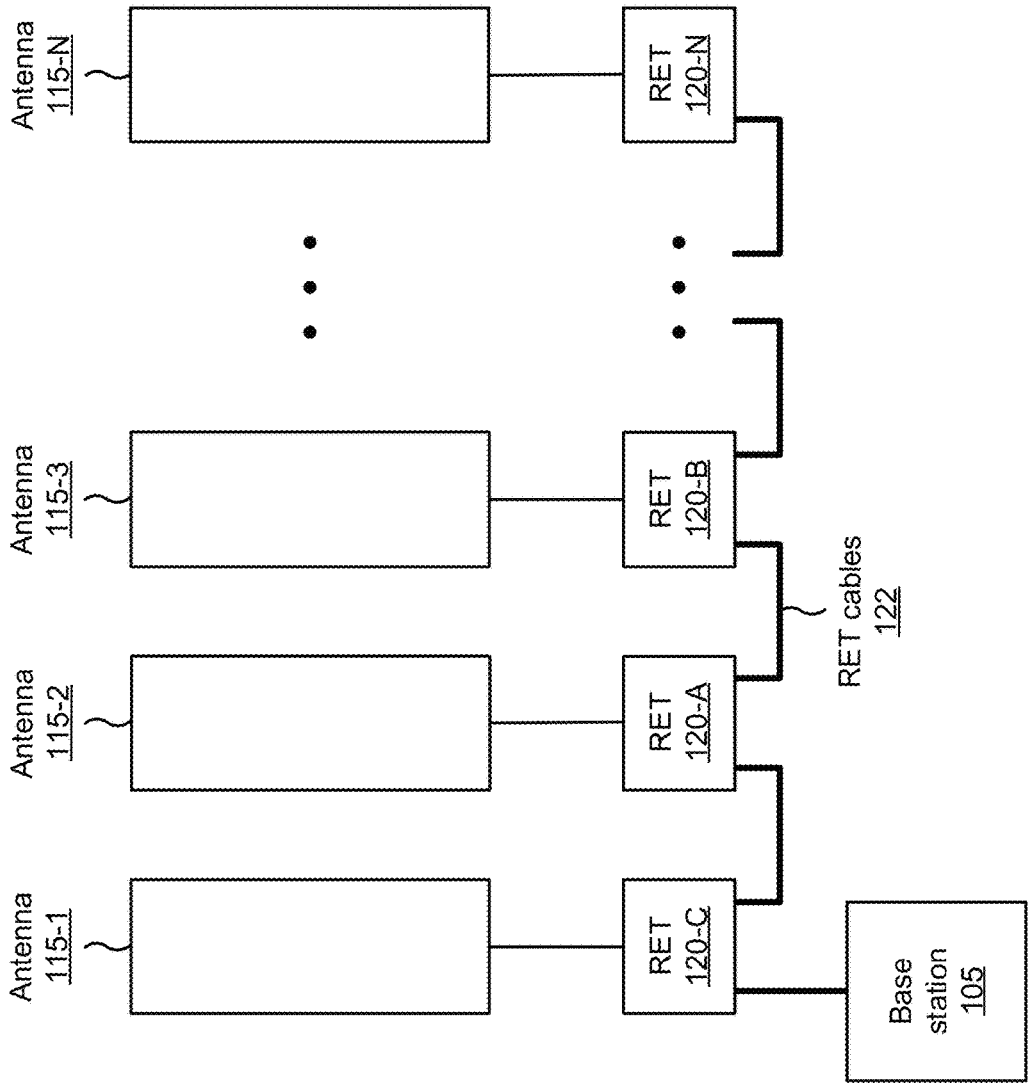 Antenna
115-1
Antenna
115-2
Antenna
115-3
Antenna
115-N
RET
120-C
RET
120-A
RET
120-B
RET
120-N
RET cables
122
Base
station
105